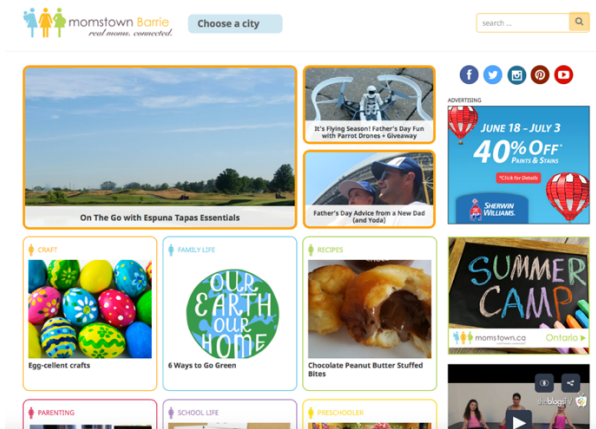 momstown Barrie
real moms. connected.
Choose a city
search ...
On The Go with Espuna Tapas Essentials
It's Flying Season! Father's Day Fun
with Parrot Drones + Giveaway
Father's Day Advice from a New Dad
(and Yoda)
ADVERTISING
JUNE 18 - JULY 3
40% OFF*
PAINTS & STAINS
*Click for Details
SHERWIN
WILLIAMS.
CRAFT
Egg-cellent crafts
FAMILY LIFE
OUR
EARTH
OUR
HOME
6 Ways to Go Green
RECIPES
Chocolate Peanut Butter Stuffed
Bites
SUMMER
CAMP
momstown.ca
Ontario
PARENTING
SCHOOL LIFE
PRESCHOOLER